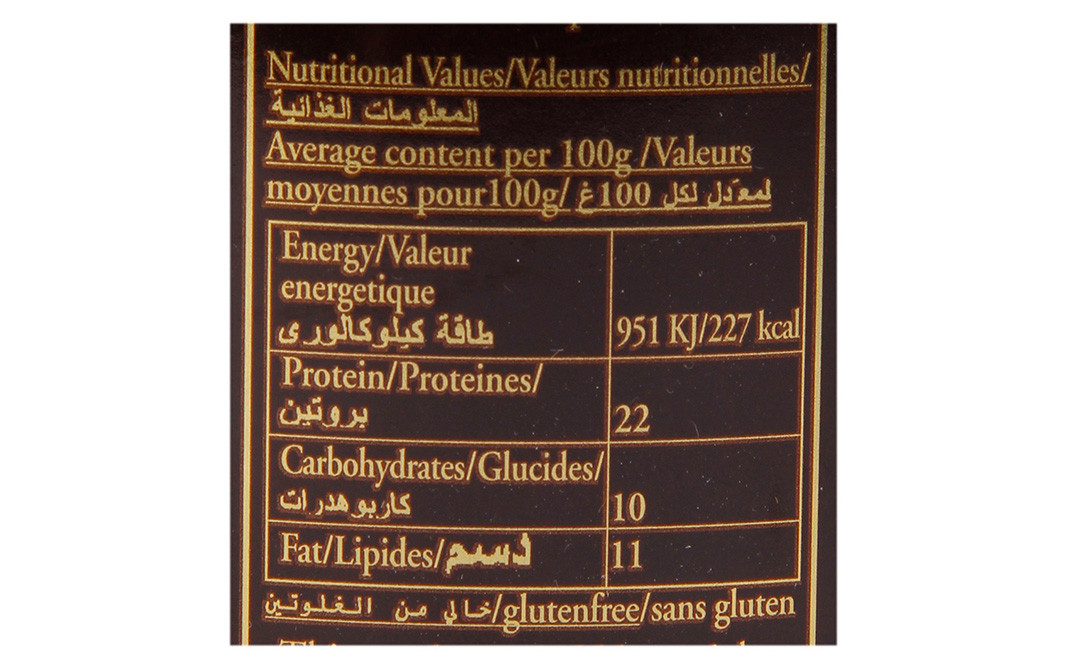 Nutritional Values/Valeurs nutritionnelles/
المعلومات الغذائية
Average content per 100g /Valeurs
moyennes pour100g/ لمعدّل لكل 100غ
Energy/Valeur
energetique
طاقة كيلوكالورى
951 KJ/227 kcal
Protein/Proteines/
بروتين
22
Carbohydrates/Glucides/
كاربوهدرات
10
Fat/Lipides/دسم
11
خالي من الغلوتين/glutenfree/sans gluten